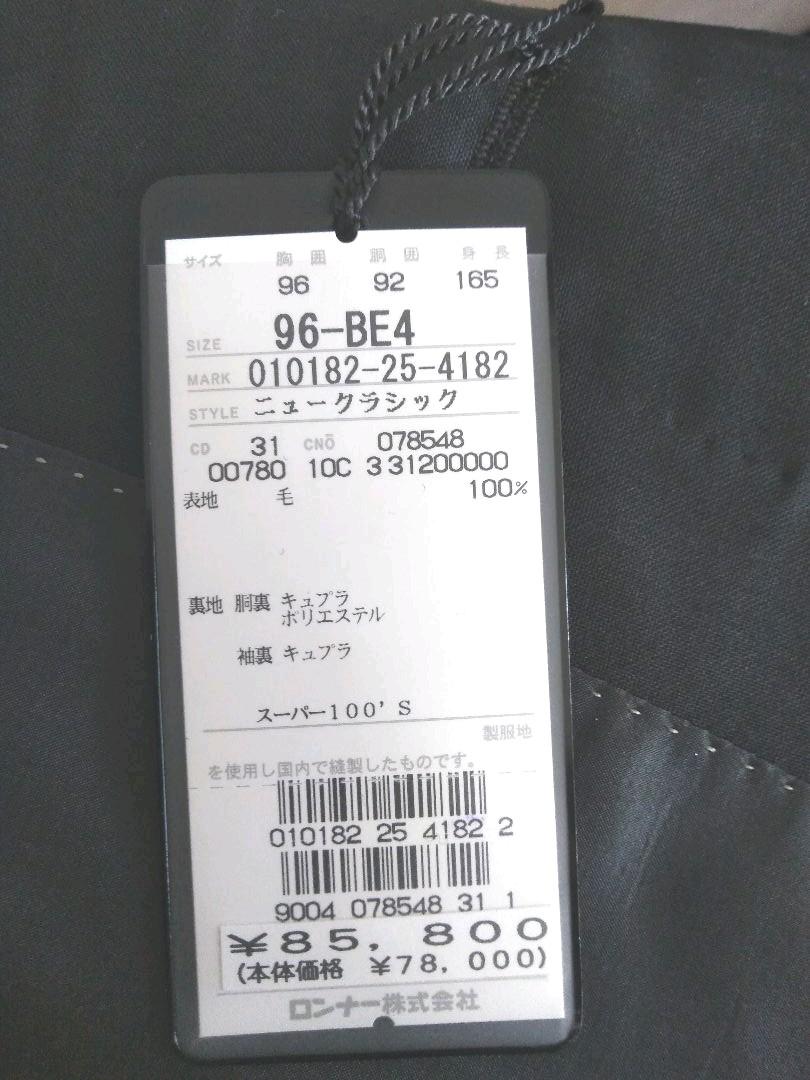 サイズ 胸囲 胴囲 身長
96 92 165
SIZE 96-BE4
MARK 010182-25-4182
STYLE ニュークラシック
CD 31 CNō 078548
00780 10C 3 31200000
表地 毛 100%
裏地 胴裏 キュプラ
ポリエステル
袖裏 キュプラ
スーパー100'S
製服地
を使用し国内で縫製したものです。
010182 25 4182 2
9004 078548 31 1
¥85,800
(本体価格 ¥78,000)
ロンナー株式会社